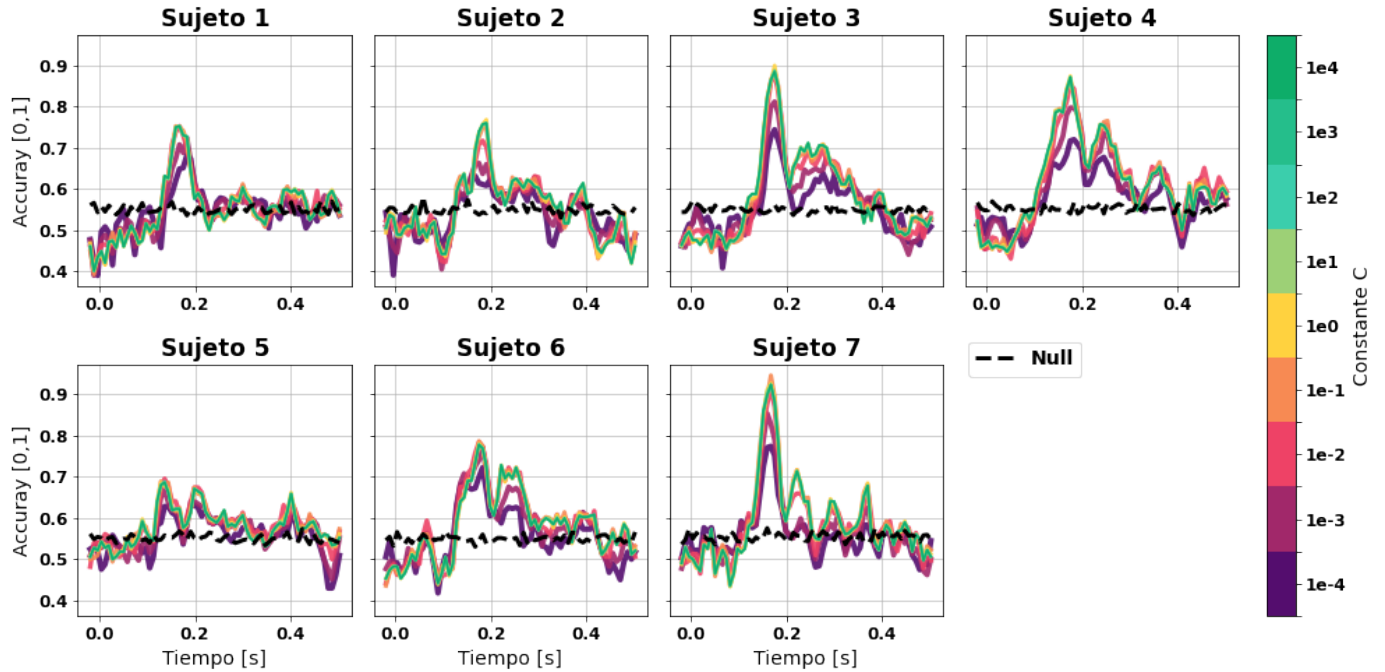 Sujeto 1
Sujeto 2
Sujeto 3
Sujeto 4
Accuray [0,1]
0.9
0.8
0.7
0.6
0.5
0.4
0.0 0.2 0.4
0.0 0.2 0.4
0.0 0.2 0.4
0.0 0.2 0.4
Sujeto 5
Sujeto 6
Sujeto 7
Accuray [0,1]
0.9
0.8
0.7
0.6
0.5
0.4
0.0 0.2 0.4
0.0 0.2 0.4
0.0 0.2 0.4
Tiempo [s]
Tiempo [s]
Tiempo [s]
Null
1e4
1e3
1e2
1e1
1e0
1e-1
1e-2
1e-3
1e-4
Constante C